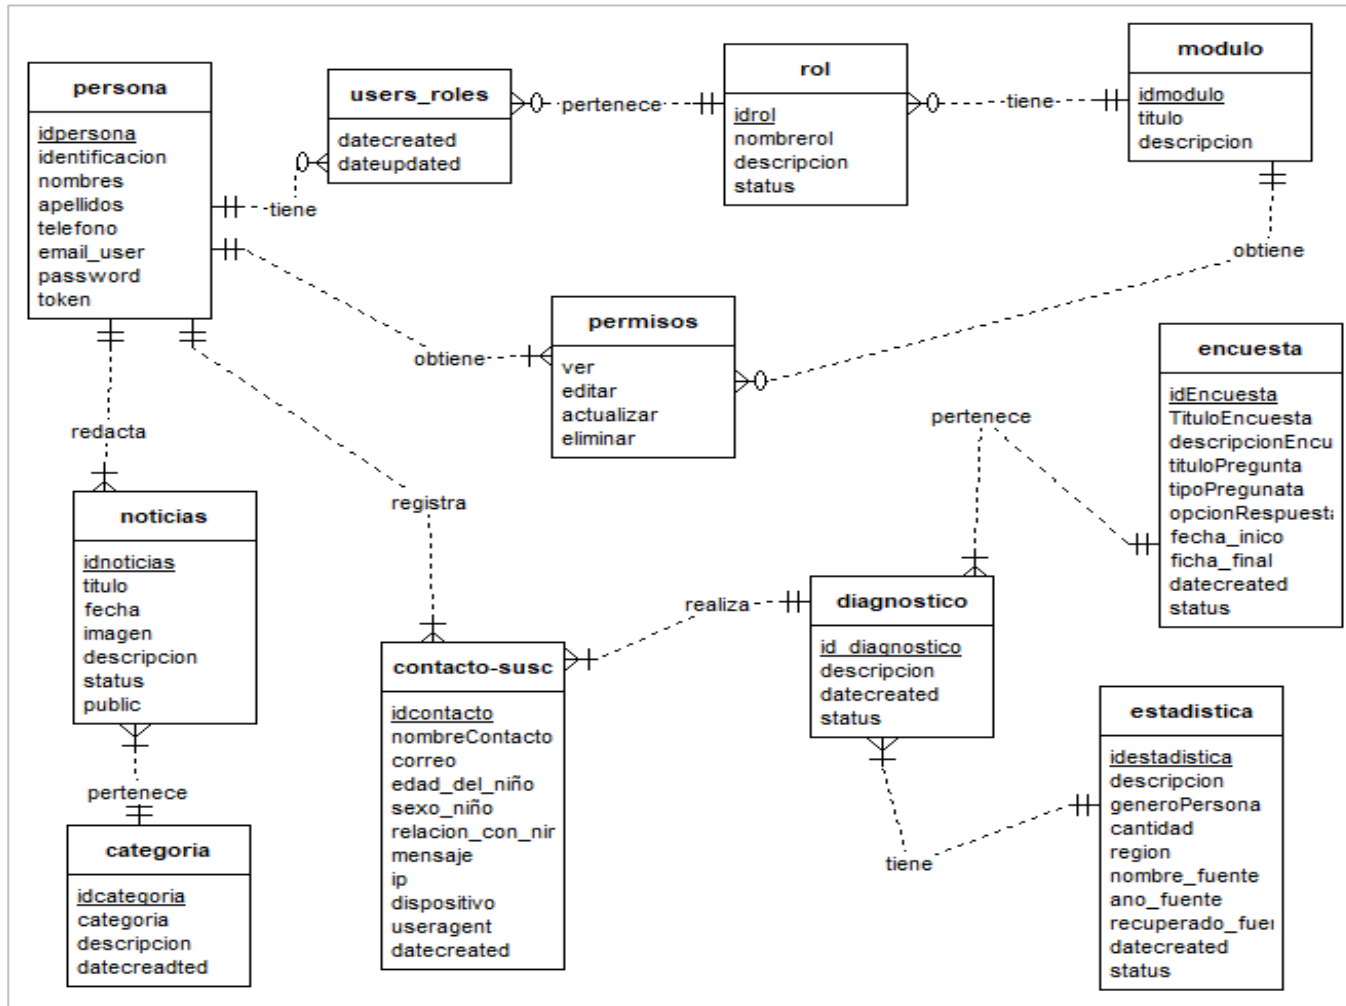 persona
idpersona
identificacion
nombres
apellidos
telefono
email_user
password
token
users_roles
datecreated
dateupdated
pertenece
rol
idrol
nombrerol
descripcion
status
tiene
modulo
idmodulo
titulo
descripcion
tiene
obtiene
permisos
ver
editar
actualizar
eliminar
obtiene
encuesta
idEncuesta
TituloEncuesta
descripcionEncu
tituloPregunta
tipoPregunata
opcionRespuesta
fecha_inico
ficha_final
datecreated
status
pertenece
redacta
registra
noticias
idnoticias
titulo
fecha
imagen
descripcion
status
public
pertenece
categoria
idcategoria
categoria
descripcion
datecreadted
contacto-susc
idcontacto
nombreContacto
correo
edad_del_niño
sexo_niño
relacion_con_nir
mensaje
ip
dispositivo
useragent
datecreated
realiza
diagnostico
id_diagnostico
descripcion
datecreated
status
tiene
estadistica
idestadistica
descripcion
generoPersona
cantidad
region
nombre_fuente
ano_fuente
recuperado_fuei
datecreated
status